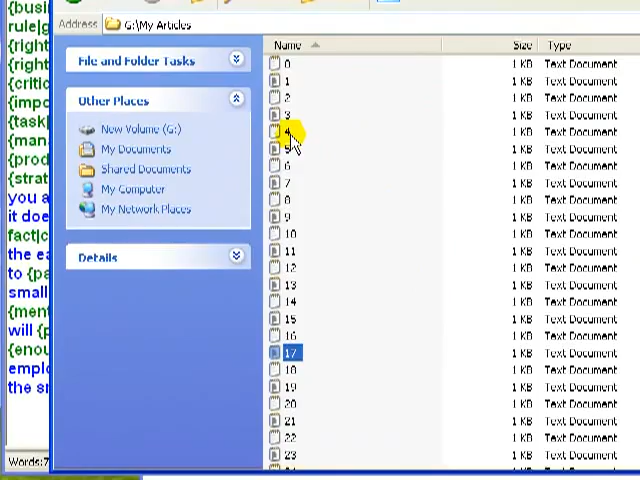 {busin
rule|g
{right
{right
{critic
{impo
{task|
{mana
{prod
{strat
you a
it doe
fact|c
the ea
to {pa
small
{ment
will {p
{enou
emplo
the sm
Words:7
Address G:\My Articles
File and Folder Tasks
Other Places
New Volume (G:)
My Documents
Shared Documents
My Computer
My Network Places
Details
Name Size Type
0 1 KB Text Document
1 1 KB Text Document
2 1 KB Text Document
3 1 KB Text Document
4 1 KB Text Document
5 1 KB Text Document
6 1 KB Text Document
7 1 KB Text Document
8 1 KB Text Document
9 1 KB Text Document
10 1 KB Text Document
11 1 KB Text Document
12 1 KB Text Document
13 1 KB Text Document
14 1 KB Text Document
15 1 KB Text Document
16 1 KB Text Document
17 1 KB Text Document
18 1 KB Text Document
19 1 KB Text Document
20 1 KB Text Document
21 1 KB Text Document
22 1 KB Text Document
23 1 KB Text Document